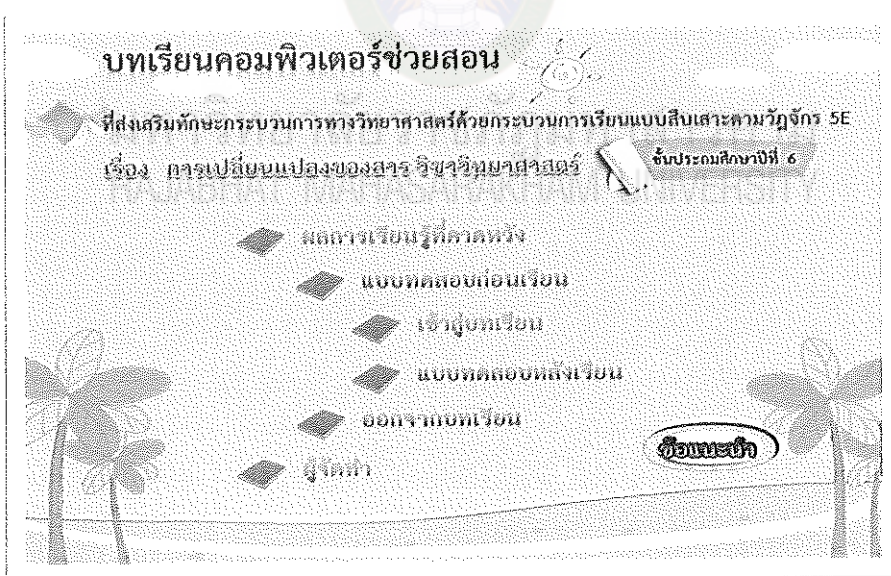 บทเรียนคอมพิวเตอร์ช่วยสอน
ที่ส่งเสริมทักษะกระบวนการทางวิทยาศาสตร์ด้วยกระบวนการเรียนแบบสืบเสาะตามวัฏจักร 5E
เรื่อง การเปลี่ยนแปลงของสาร วิชาวิทยาศาสตร์ ชั้นประถมศึกษาปีที่ 6
ผลการเรียนรู้ที่คาดหวัง
แบบทดสอบก่อนเรียน
เข้าสู่บทเรียน
แบบทดสอบหลังเรียน
ออกจากบทเรียน
ผู้จัดทำ
ข้อแนะนำ